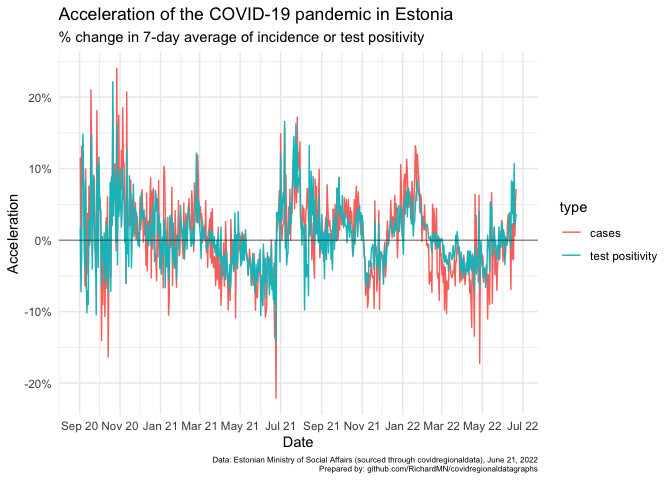 Acceleration of the COVID-19 pandemic in Estonia
% change in 7-day average of incidence or test positivity
20%
10%
0%
-10%
-20%
Acceleration
Sep 20 Nov 20 Jan 21 Mar 21 May 21 Jul 21 Sep 21 Nov 21 Jan 22 Mar 22 May 22 Jul 22
Date
type
cases
test positivity
Data: Estonian Ministry of Social Affairs (sourced through covidregionaldata), June 21, 2022
Prepared by: github.com/RichardMN/covidregionaldatagraphs